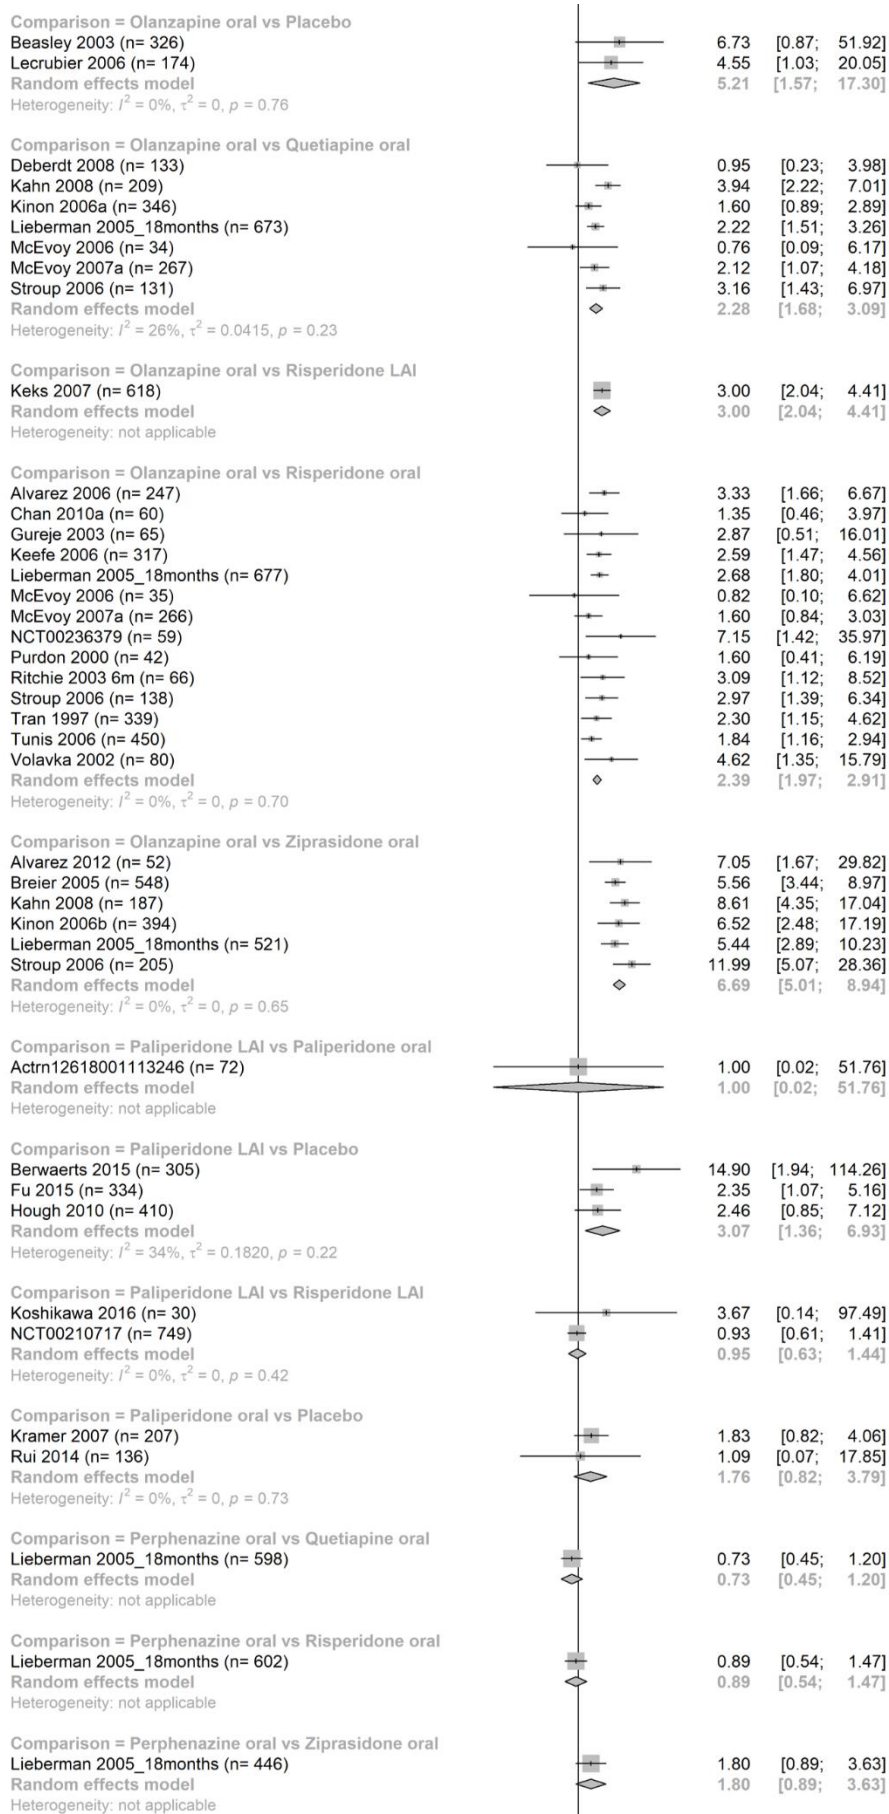 Comparison = Olanzapine oral vs Placebo
Beasley 2003 (n= 326) 6.73 [0.87; 51.92]
Lecrubier 2006 (n= 174) 4.55 [1.03; 20.05]
Random effects model 5.21 [1.57; 17.30]
Heterogeneity: I² = 0%, τ² = 0, p = 0.76
Comparison = Olanzapine oral vs Quetiapine oral
Deberdt 2008 (n= 133) 0.95 [0.23; 3.98]
Kahn 2008 (n= 209) 3.94 [2.22; 7.01]
Kinon 2006a (n= 346) 1.60 [0.89; 2.89]
Lieberman 2005_18months (n= 673) 2.22 [1.51; 3.26]
McEvoy 2006 (n= 34) 0.76 [0.09; 6.17]
McEvoy 2007a (n= 267) 2.12 [1.07; 4.18]
Stroup 2006 (n= 131) 3.16 [1.43; 6.97]
Random effects model 2.28 [1.68; 3.09]
Heterogeneity: I² = 26%, τ² = 0.0415, p = 0.23
Comparison = Olanzapine oral vs Risperidone LAI
Keks 2007 (n= 618) 3.00 [2.04; 4.41]
Random effects model 3.00 [2.04; 4.41]
Heterogeneity: not applicable
Comparison = Olanzapine oral vs Risperidone oral
Alvarez 2006 (n= 247) 3.33 [1.66; 6.67]
Chan 2010a (n= 60) 1.35 [0.46; 3.97]
Gureje 2003 (n= 65) 2.87 [0.51; 16.01]
Keefe 2006 (n= 317) 2.59 [1.47; 4.56]
Lieberman 2005_18months (n= 677) 2.68 [1.80; 4.01]
McEvoy 2006 (n= 35) 0.82 [0.10; 6.62]
McEvoy 2007a (n= 266) 1.60 [0.84; 3.03]
NCT00236379 (n= 59) 7.15 [1.42; 35.97]
Purdon 2000 (n= 42) 1.60 [0.41; 6.19]
Ritchie 2003 6m (n= 66) 3.09 [1.12; 8.52]
Stroup 2006 (n= 138) 2.97 [1.39; 6.34]
Tran 1997 (n= 339) 2.30 [1.15; 4.62]
Tunis 2006 (n= 450) 1.84 [1.16; 2.94]
Volavka 2002 (n= 80) 4.62 [1.35; 15.79]
Random effects model 2.39 [1.97; 2.91]
Heterogeneity: I² = 0%, τ² = 0, p = 0.70
Comparison = Olanzapine oral vs Ziprasidone oral
Alvarez 2012 (n= 52) 7.05 [1.67; 29.82]
Breier 2005 (n= 548) 5.56 [3.44; 8.97]
Kahn 2008 (n= 187) 8.61 [4.35; 17.04]
Kinon 2006b (n= 394) 6.52 [2.48; 17.19]
Lieberman 2005_18months (n= 521) 5.44 [2.89; 10.23]
Stroup 2006 (n= 205) 11.99 [5.07; 28.36]
Random effects model 6.69 [5.01; 8.94]
Heterogeneity: I² = 0%, τ² = 0, p = 0.65
Comparison = Paliperidone LAI vs Paliperidone oral
Actrn12618001113246 (n= 72) 1.00 [0.02; 51.76]
Random effects model 1.00 [0.02; 51.76]
Heterogeneity: not applicable
Comparison = Paliperidone LAI vs Placebo
Berwaerts 2015 (n= 305) 14.90 [1.94; 114.26]
Fu 2015 (n= 334) 2.35 [1.07; 5.16]
Hough 2010 (n= 410) 2.46 [0.85; 7.12]
Random effects model 3.07 [1.36; 6.93]
Heterogeneity: I² = 34%, τ² = 0.1820, p = 0.22
Comparison = Paliperidone LAI vs Risperidone LAI
Koshikawa 2016 (n= 30) 3.67 [0.14; 97.49]
NCT00210717 (n= 749) 0.93 [0.61; 1.41]
Random effects model 0.95 [0.63; 1.44]
Heterogeneity: I² = 0%, τ² = 0, p = 0.42
Comparison = Paliperidone oral vs Placebo
Kramer 2007 (n= 207) 1.83 [0.82; 4.06]
Rui 2014 (n= 136) 1.09 [0.07; 17.85]
Random effects model 1.76 [0.82; 3.79]
Heterogeneity: I² = 0%, τ² = 0, p = 0.73
Comparison = Perphenazine oral vs Quetiapine oral
Lieberman 2005_18months (n= 598) 0.73 [0.45; 1.20]
Random effects model 0.73 [0.45; 1.20]
Heterogeneity: not applicable
Comparison = Perphenazine oral vs Risperidone oral
Lieberman 2005_18months (n= 602) 0.89 [0.54; 1.47]
Random effects model 0.89 [0.54; 1.47]
Heterogeneity: not applicable
Comparison = Perphenazine oral vs Ziprasidone oral
Lieberman 2005_18months (n= 446) 1.80 [0.89; 3.63]
Random effects model 1.80 [0.89; 3.63]
Heterogeneity: not applicable